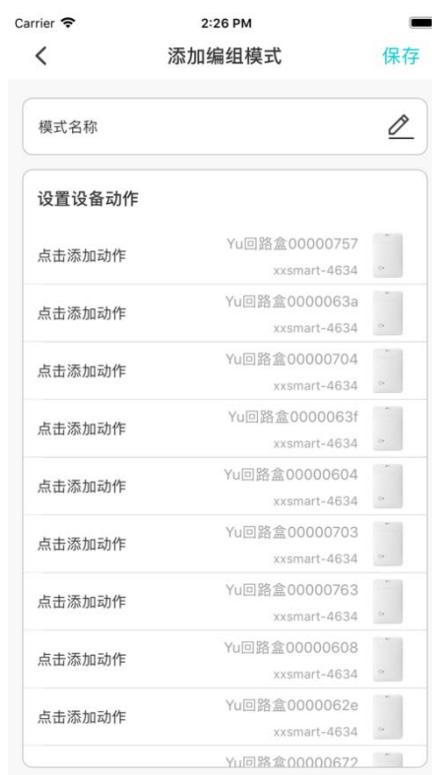 Carrier 2:26 PM
添加编组模式 保存
模式名称
设置设备动作
点击添加动作 Yu回路盒00000757
xxsmart-4634
点击添加动作 Yu回路盒0000063a
xxsmart-4634
点击添加动作 Yu回路盒00000704
xxsmart-4634
点击添加动作 Yu回路盒0000063f
xxsmart-4634
点击添加动作 Yu回路盒00000604
xxsmart-4634
点击添加动作 Yu回路盒00000703
xxsmart-4634
点击添加动作 Yu回路盒00000763
xxsmart-4634
点击添加动作 Yu回路盒00000608
xxsmart-4634
点击添加动作 Yu回路盒0000062e
xxsmart-4634
Yu回路盒00000672